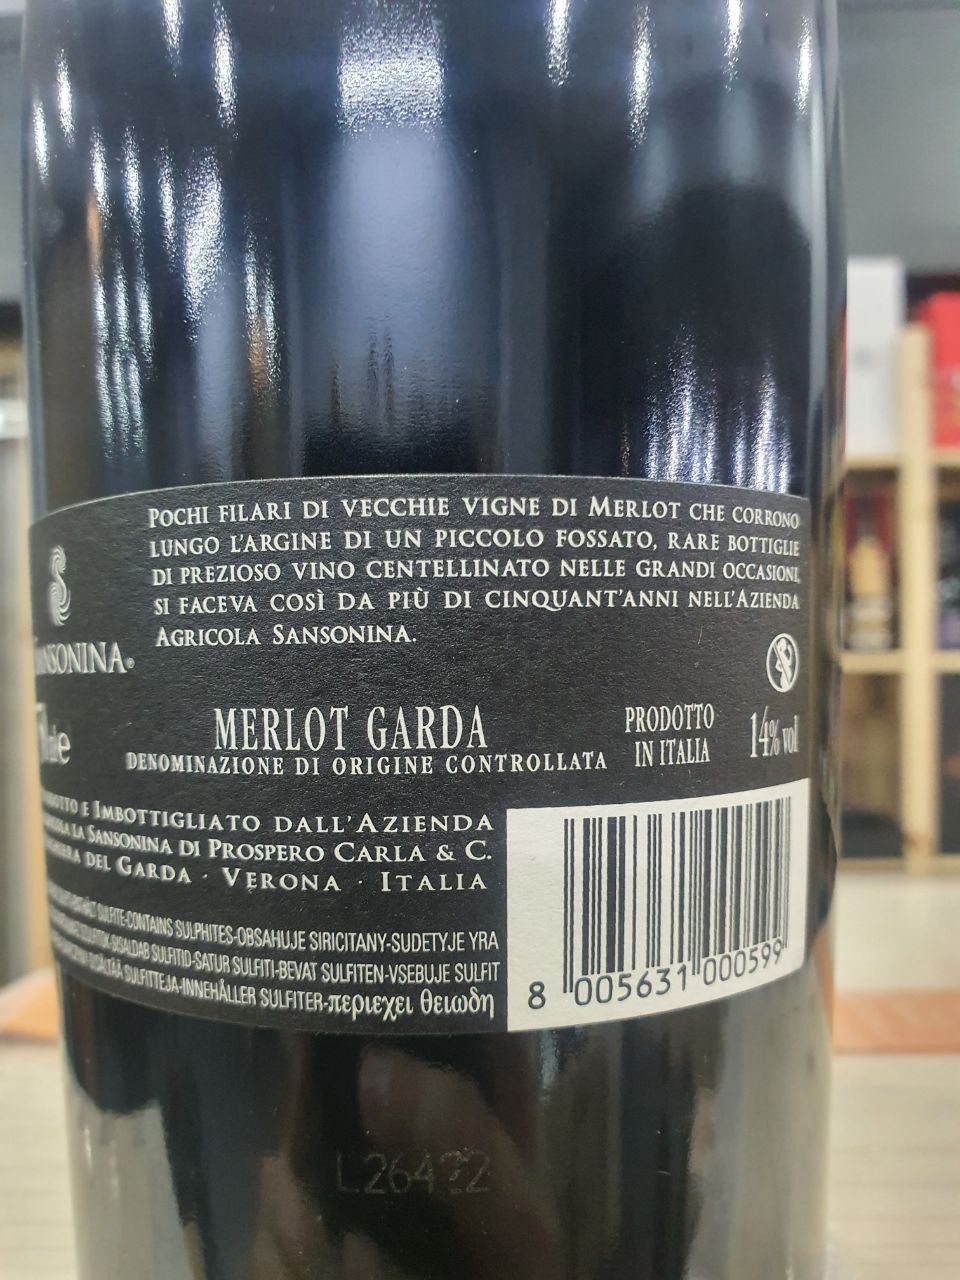 POCHI FILARI DI VECCHIE VIGNE DI MERLOT CHE CORRONO
LUNGO L'ARGINE DI UN PICCOLO FOSSATO, RARE BOTTIGLIE
DI PREZIOSO VINO CENTELLINATO NELLE GRANDI OCCASIONI,
SI FACEVA COSÌ DA PIÙ DI CINQUANT'ANNI NELL'AZIENDA
AGRICOLA SANSONINA.
SANSONINA®
MERLOT GARDA
DENOMINAZIONE DI ORIGINE CONTROLLATA
PRODOTTO
IN ITALIA
14% vol
E IMBOTTIGLIATO DALL'AZIENDA
LA SANSONINA DI PROSPERO CARLA & C.
DEL GARDA · VERONA · ITALIA
SULFITE-CONTAINS SULPHITES-OBSAHUJE SIRICITANY-SUDETYJE YRA
SULFITID-SATUR SULFITI-BEVAT SULFITEN-VSEBUJE SULFIT
SULFITTEJA-INNEHÅLLER SULFITER-περιεχει θειωδη
8 005631 000599